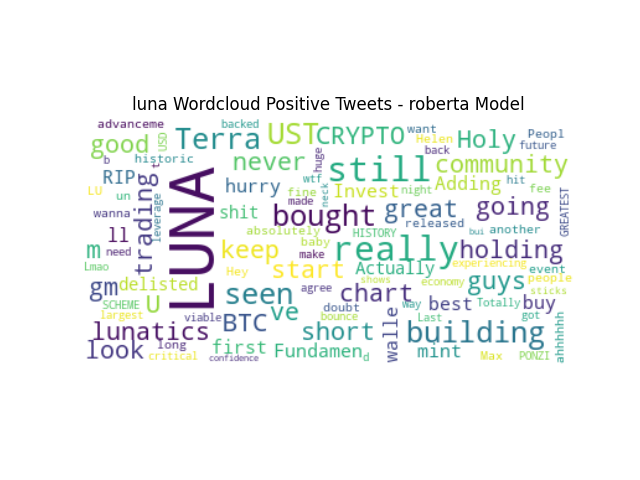 luna Wordcloud Positive Tweets - roberta Model
advanceme
backed
want
Peopl
good
USD
Terra
UST
CRYPTO
Helen
Holy
future
b
historic
t
never
huge
back
community
RIP
wtf
still
hit
LU
un
hurry
fine
neck
Invest
night
Adding
fee
wanna
trading
leverage
LUNA
shit
made
bought
great
released
going
GREATEST
ll
need
absolutely
HISTORY
bui
another
m
Lmao
keep
baby
make
really
holding
Hey
start
Actually
experiencing
event
gm
delisted
seen
agree
shows
chart
economy
guys
people
sticks
SCHEME
U
ve
doubt
way
best
Totally
buy
largest
viable
BTC
bounce
Last
got
lunatics
short
walle
building
ahhhhhh
look
long
first
Fundamen
d
mint
Max
PONZI
critical
confidence